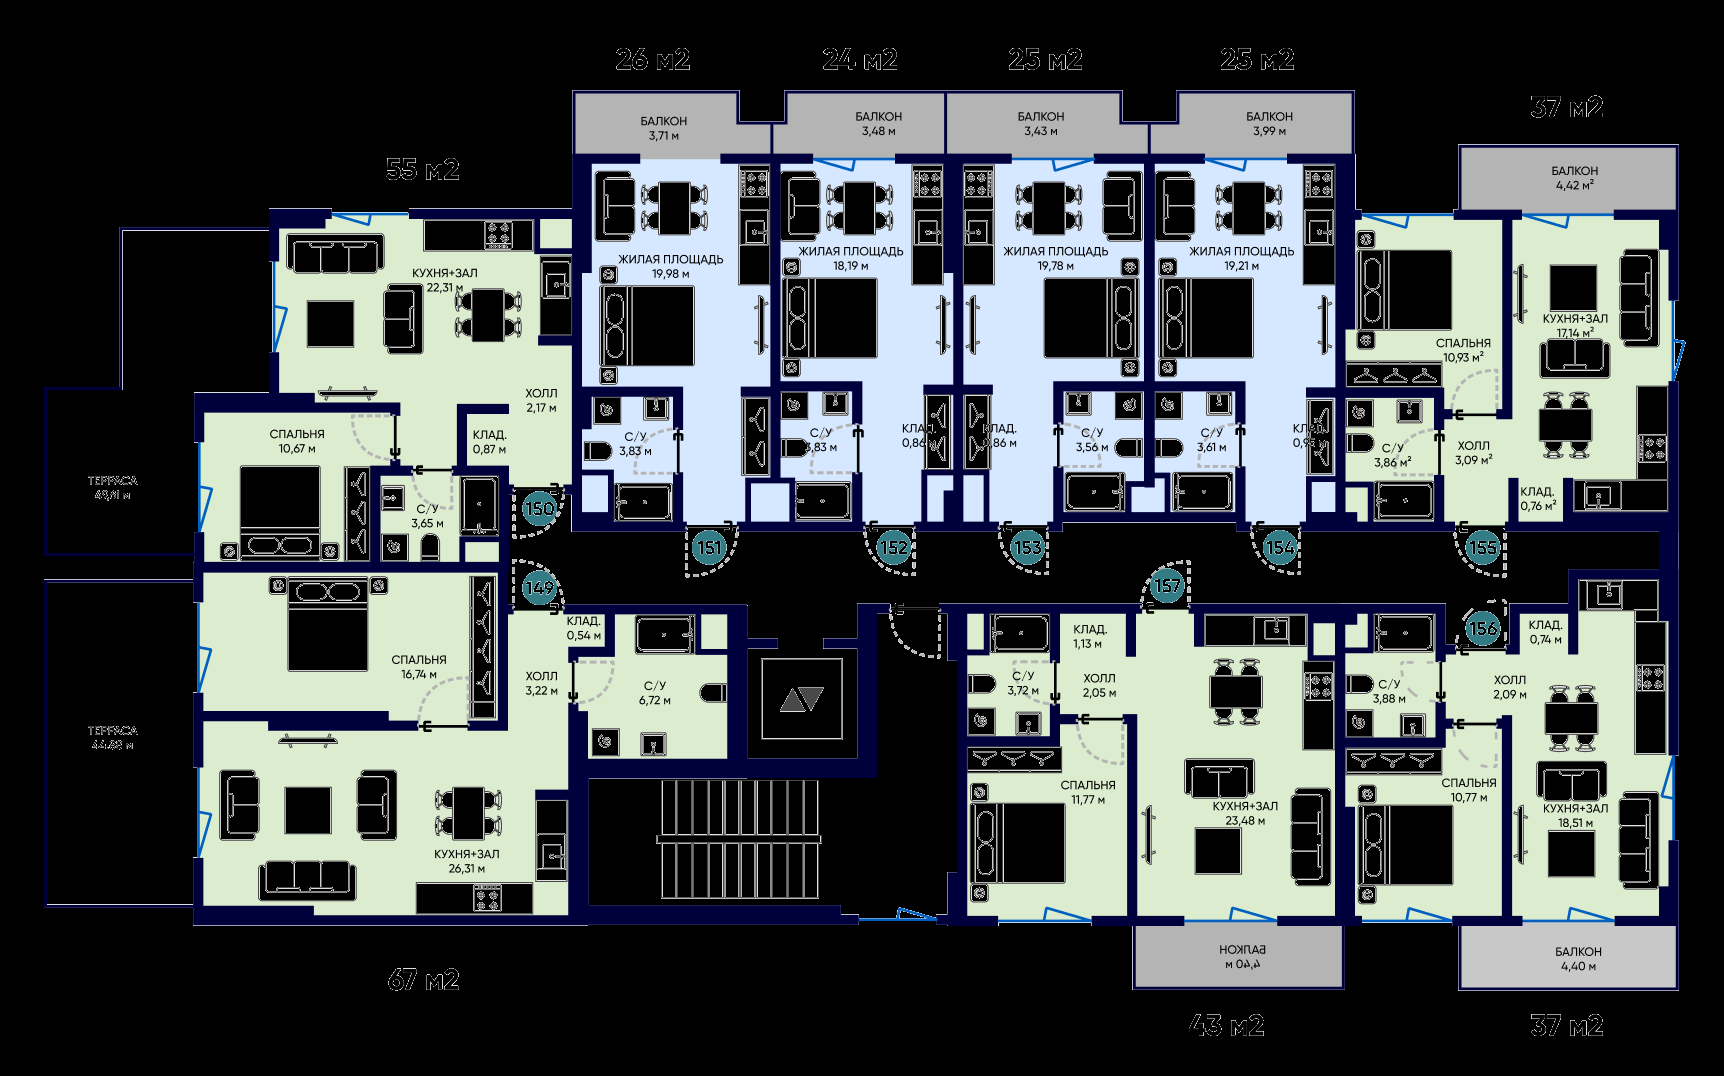 26 м2
24 м2
25 м2
25 м2
37 м2
55 м2
67 м2
43 м2
37 м2
БАЛКОН
3,71 м
БАЛКОН
3,48 м
БАЛКОН
3,43 м
БАЛКОН
3,99 м
БАЛКОН
4,42 м²
КУХНЯ+ЗАЛ
22,31 м
ХОЛЛ
2,17 м
КЛАД.
0,87 м
СПАЛЬНЯ
10,67 м
С/У
3,65 м
ТЕРРАСА
150
ЖИЛАЯ ПЛОЩАДЬ
19,98 м
С/У
3,83 м
151
ЖИЛАЯ ПЛОЩАДЬ
18,19 м
С/У
3,83 м
КЛАД.
0,86 м
152
ЖИЛАЯ ПЛОЩАДЬ
19,78 м
КЛАД.
0,86 м
С/У
3,56 м
153
ЖИЛАЯ ПЛОЩАДЬ
19,21 м
С/У
3,61 м
КЛАД.
154
СПАЛЬНЯ
10,93 м²
КУХНЯ+ЗАЛ
17,14 м²
С/У
3,86 м²
ХОЛЛ
3,09 м²
КЛАД.
0,76 м²
155
149
КЛАД.
0,54 м
ХОЛЛ
3,22 м
С/У
6,72 м
СПАЛЬНЯ
16,74 м
ТЕРРАСА
44,68 м
КУХНЯ+ЗАЛ
26,31 м
157
КЛАД.
1,13 м
С/У
3,72 м
ХОЛЛ
2,05 м
СПАЛЬНЯ
11,77 м
КУХНЯ+ЗАЛ
23,48 м
БАЛКОН
4,40 м
156
КЛАД.
0,74 м
С/У
3,88 м
ХОЛЛ
2,09 м
СПАЛЬНЯ
10,77 м
КУХНЯ+ЗАЛ
18,51 м
БАЛКОН
4,40 м